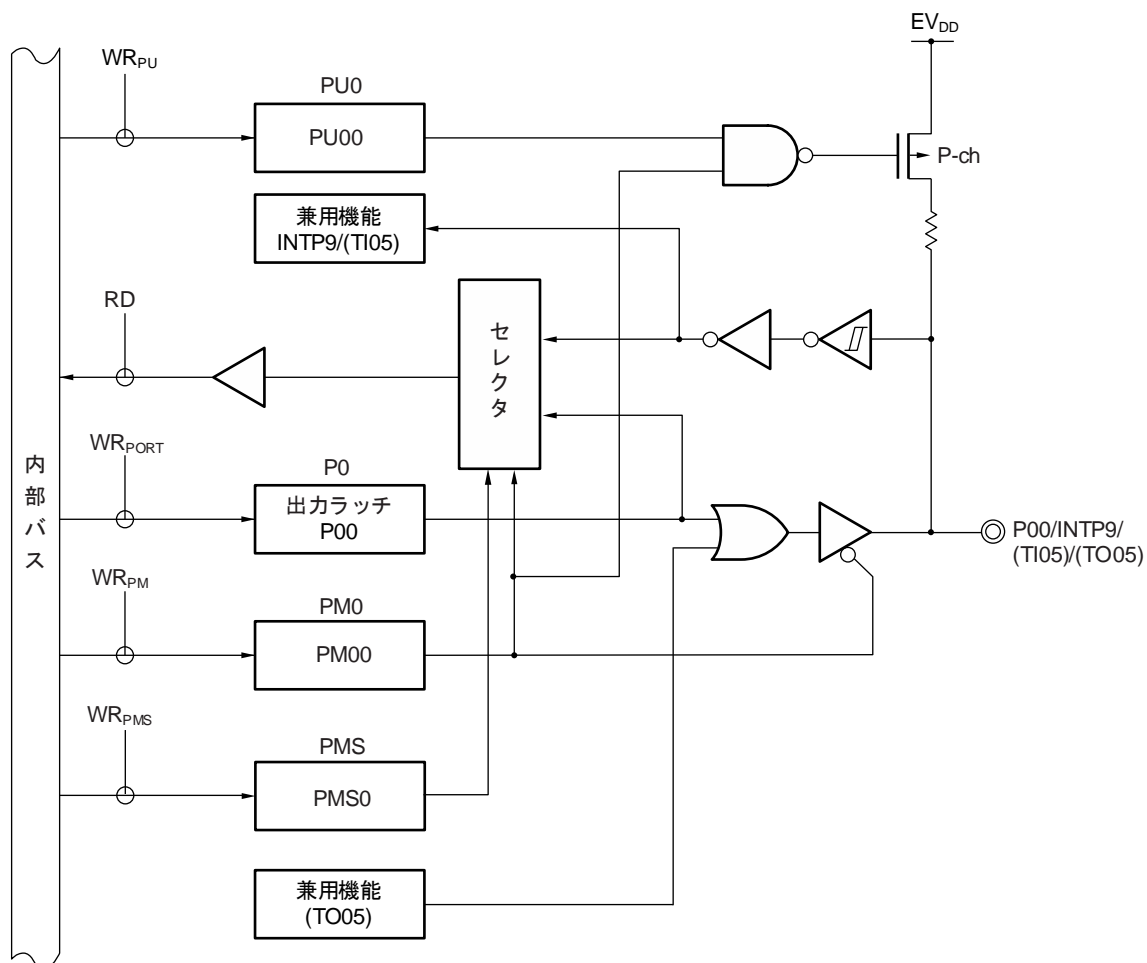 EVDD
WRPU
PU0
PU00
P-ch
兼用機能
INTP9/(TI05)
RD
セレクタ
WRPORT
P0
出力ラッチ
P00
内部バス
P00/INTP9/
(TI05)/(TO05)
WRPM
PM0
PM00
WRPMS
PMS
PMS0
兼用機能
(TO05)